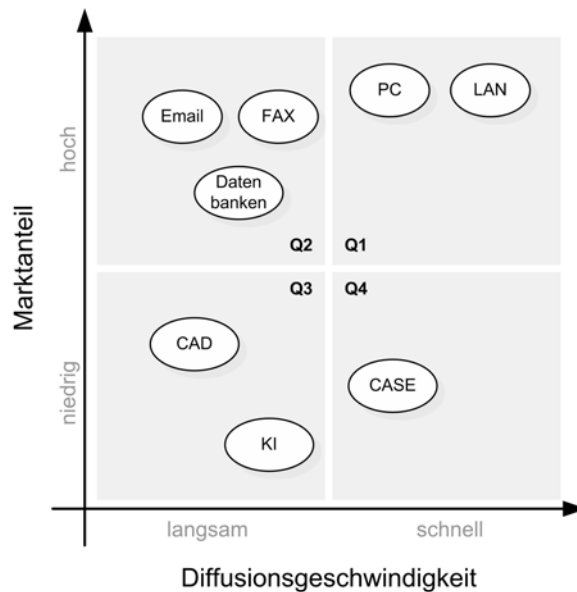 Marktanteil
hoch
niedrig
Email
FAX
Daten
banken
PC
LAN
Q2
Q1
Q3
Q4
CAD
KI
CASE
langsam
schnell
Diffusionsgeschwindigkeit